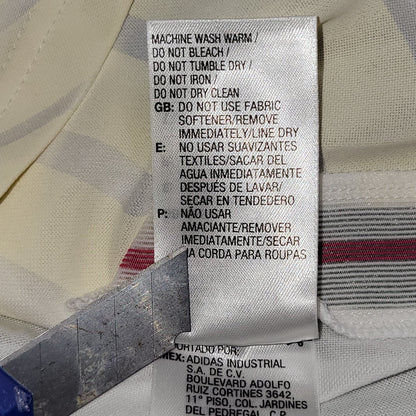 MACHINE WASH WARM /
DO NOT BLEACH /
DO NOT TUMBLE DRY /
DO NOT IRON /
DO NOT DRY CLEAN
GB: DO NOT USE FABRIC
SOFTENER/REMOVE
IMMEDIATELY/LINE DRY
E: NO USAR SUAVIZANTES
TEXTILES/SACAR DEL
AGUA INMEDIATAMENTE
DESPUÉS DE LAVAR/
SECAR EN TENDEDERO
P: NÃO USAR
AMACIANTE/REMOVER
IMEDIATAMENTE/SECAR
NA CORDA PARA ROUPAS
POR:
MEX: ADIDAS INDUSTRIAL
S.A. DE C.V.
BOULEVARD ADOLFO
RUIZ CORTINES 3642,
11° PISO, COL. JARDINES
DEL PEDREGAL, C.P.